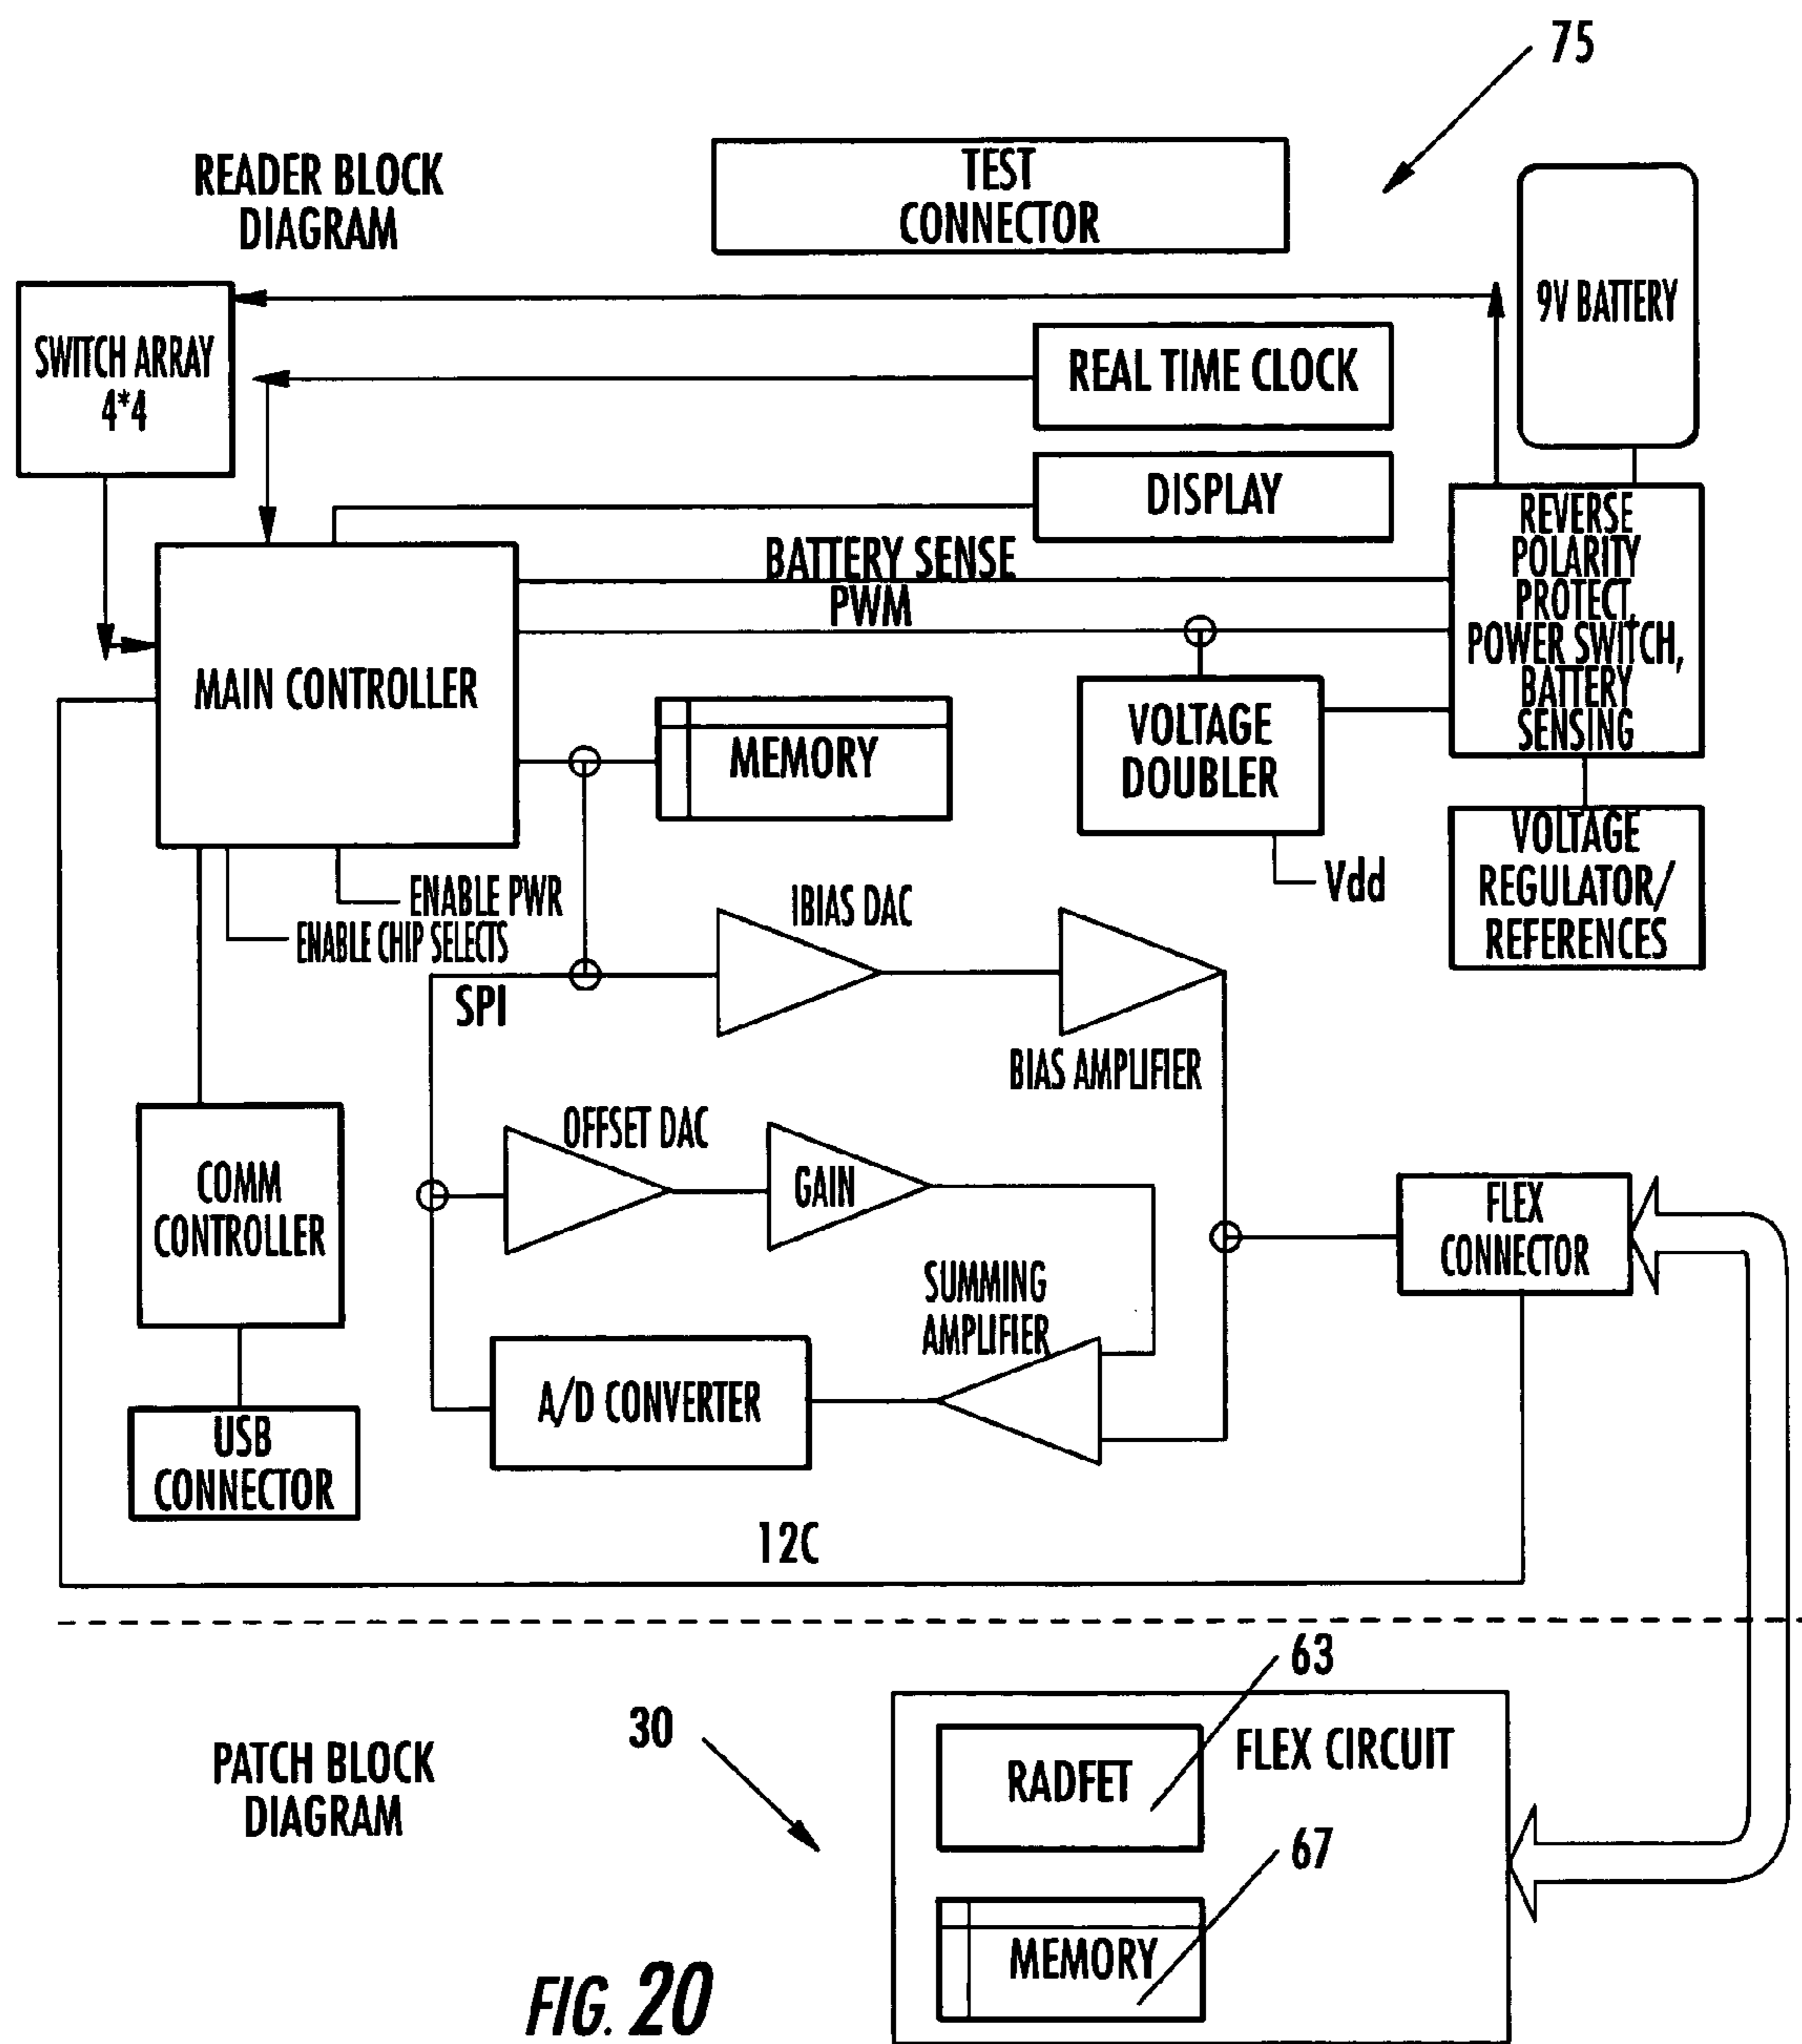 75
READER BLOCK
DIAGRAM
TEST
CONNECTOR
9V BATTERY
SWITCH ARRAY
4*4
REAL TIME CLOCK
DISPLAY
REVERSE
POLARITY
PROTECT,
POWER SWITCH,
BATTERY
SENSING
BATTERY SENSE
PWM
MAIN CONTROLLER
MEMORY
VOLTAGE
DOUBLER
Vdd
VOLTAGE
REGULATOR/
REFERENCES
ENABLE PWR
ENABLE CHIP SELECTS
IBIAS DAC
SPI
BIAS AMPLIFIER
OFFSET DAC
GAIN
COMM
CONTROLLER
FLEX
CONNECTOR
SUMMING
AMPLIFIER
A/D CONVERTER
USB
CONNECTOR
12C
63
30
PATCH BLOCK
DIAGRAM
RADFET
FLEX CIRCUIT
67
MEMORY
FIG. 20